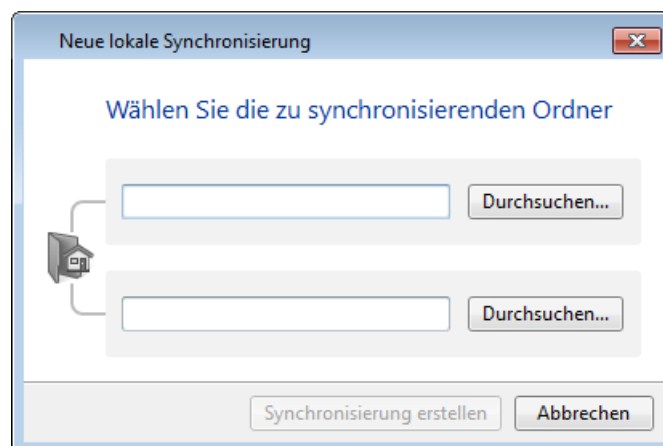 Neue lokale Synchronisierung
Wählen Sie die zu synchronisierenden Ordner
Durchsuchen...
Durchsuchen...
Synchronisierung erstellen Abbrechen